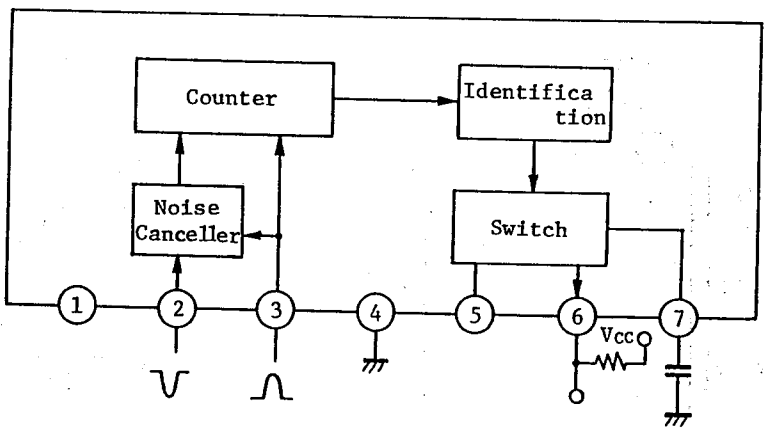 Counter
Identifica
tion
Noise
Canceller
Switch
1
2
3
4
5
6
7
Vcc